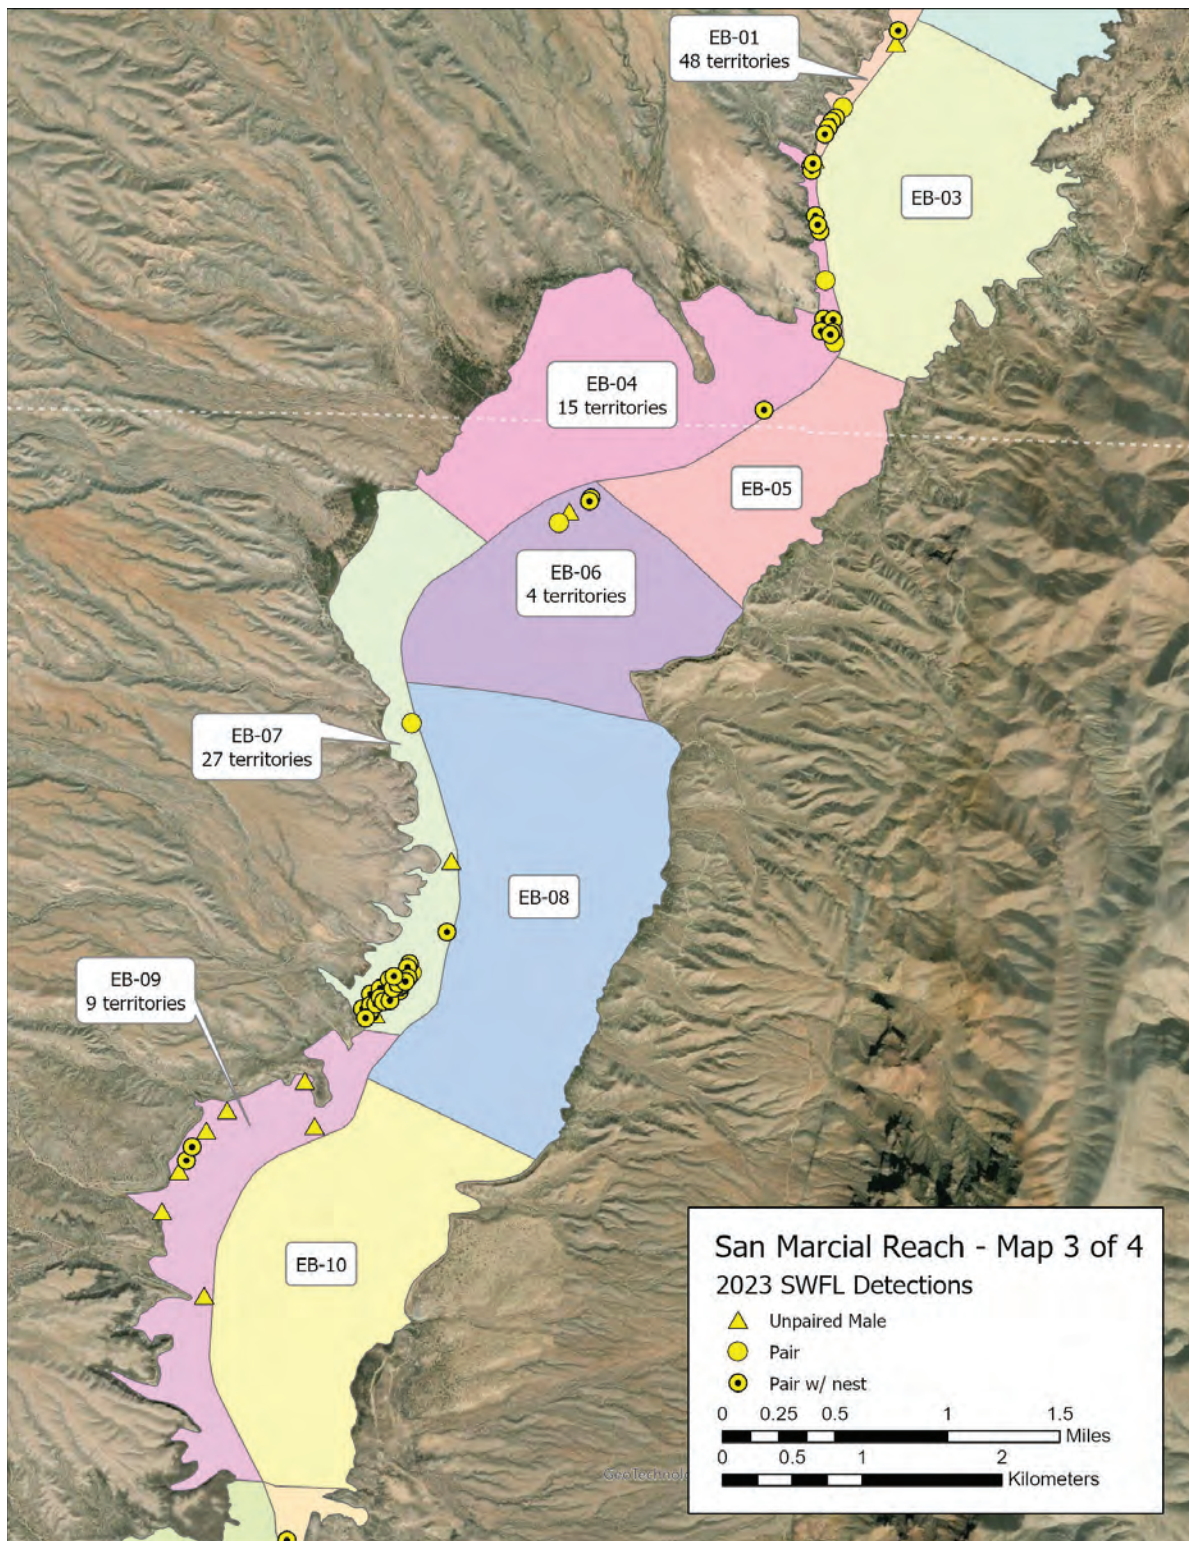 EB-01
48 territories
EB-03
EB-04
15 territories
EB-05
EB-06
4 territories
EB-07
27 territories
EB-08
EB-09
9 territories
EB-10
San Marcial Reach - Map 3 of 4
2023 SWFL Detections
Unpaired Male
Pair
Pair w/ nest
0 0.25 0.5 1 1.5
Miles
0 0.5 1 2
Kilometers